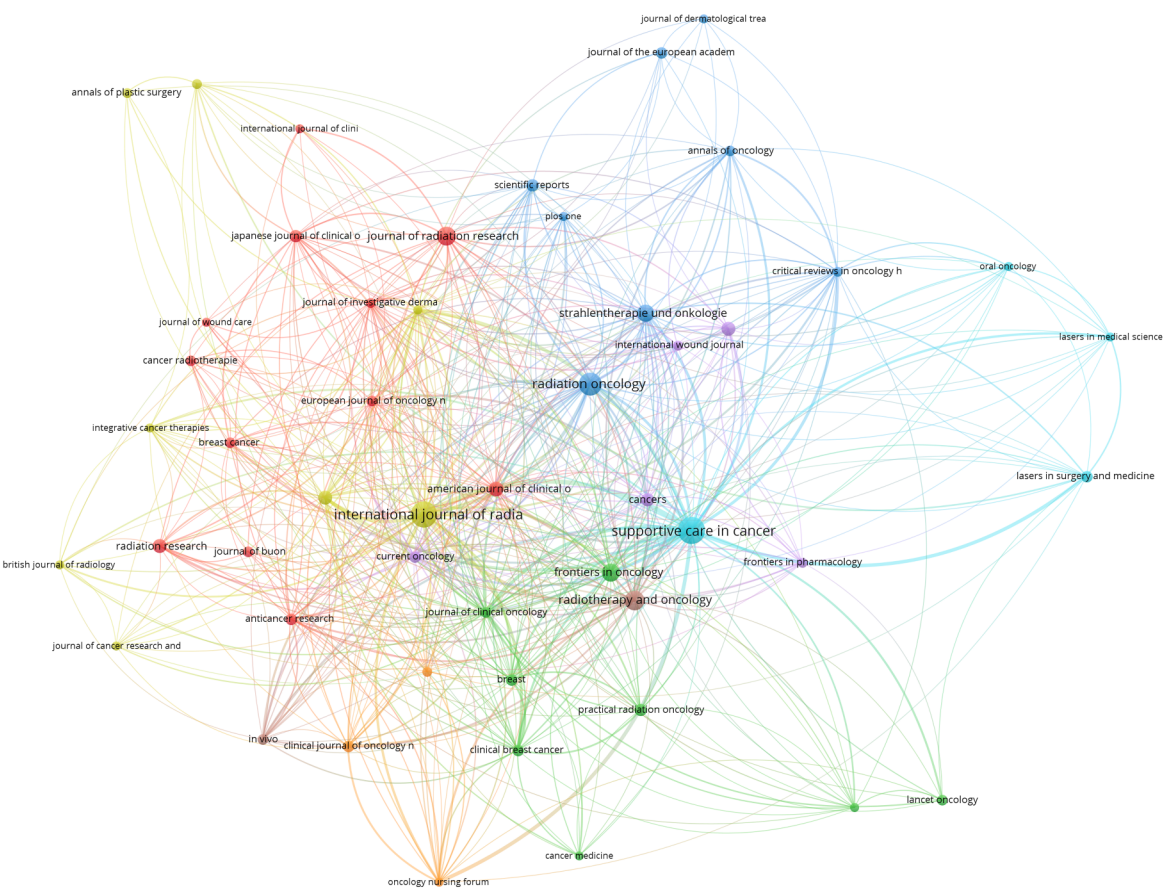 journal of dermatological trea
journal of the european academ
annals of plastic surgery
international journal of clini
annals of oncology
scientific reports
plos one
japanese journal of clinical o
journal of radiation research
oral oncology
critical reviews in oncology h
journal of investigative derma
strahlentherapie und onkologie
journal of wound care
lasers in medical science
international wound journal
cancer radiotherapie
radiation oncology
european journal of oncology n
integrative cancer therapies
breast cancer
lasers in surgery and medicine
american journal of clinical o
cancers
international journal of radia
supportive care in cancer
radiation research
journal of buon
current oncology
frontiers in pharmacology
british journal of radiology
frontiers in oncology
radiotherapy and oncology
journal of clinical oncology
anticancer research
journal of cancer research and
breast
practical radiation oncology
in vivo
clinical journal of oncology n
clinical breast cancer
lancet oncology
cancer medicine
oncology nursing forum